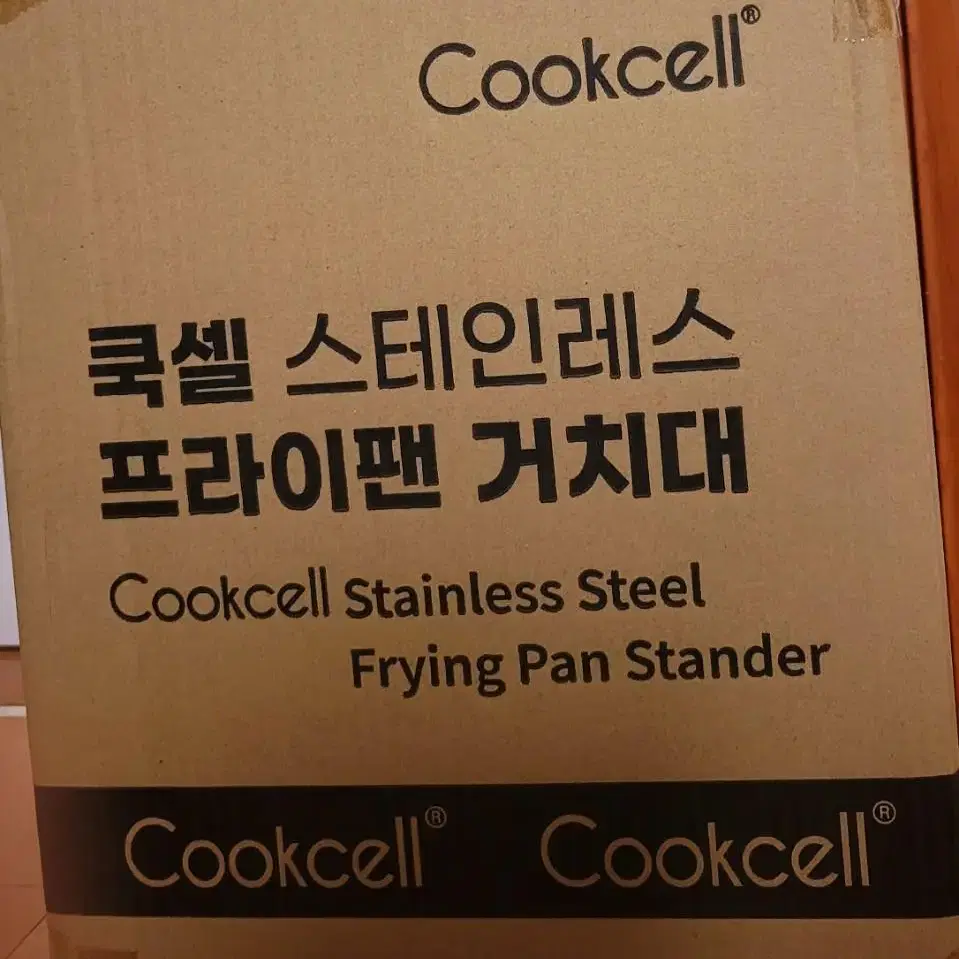 Cookcell®
쿡셀 스테인레스
프라이팬 거치대
Cookcell Stainless Steel
Frying Pan Stander
Cookcell® Cookcell®